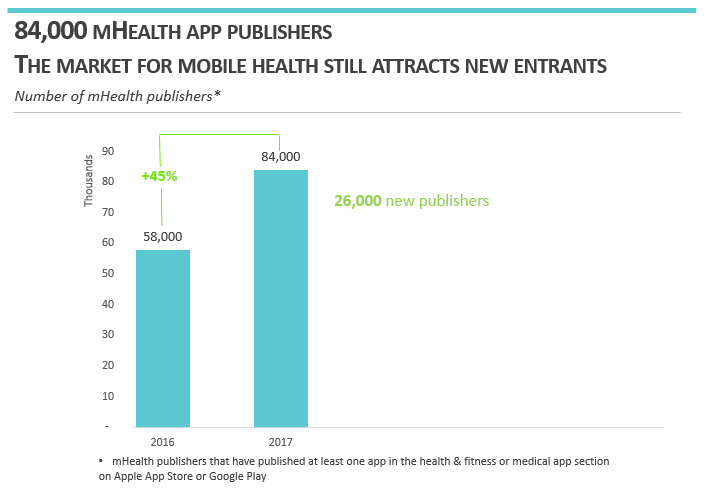 84,000 MHEALTH APP PUBLISHERS
THE MARKET FOR MOBILE HEALTH STILL ATTRACTS NEW ENTRANTS
Number of mHealth publishers*
Thousands
90
80
70
60
50
40
30
20
10
-
+45%
58,000
84,000
26,000 new publishers
2016
2017
• mHealth publishers that have published at least one app in the health & fitness or medical app section
on Apple App Store or Google Play